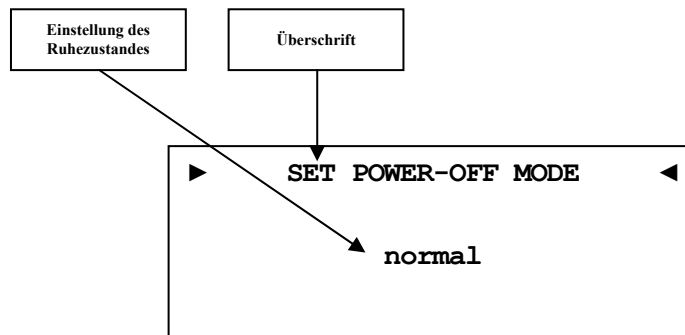 Einstellung des
Ruhezustandes
Überschrift
► SET POWER-OFF MODE ◄
normal